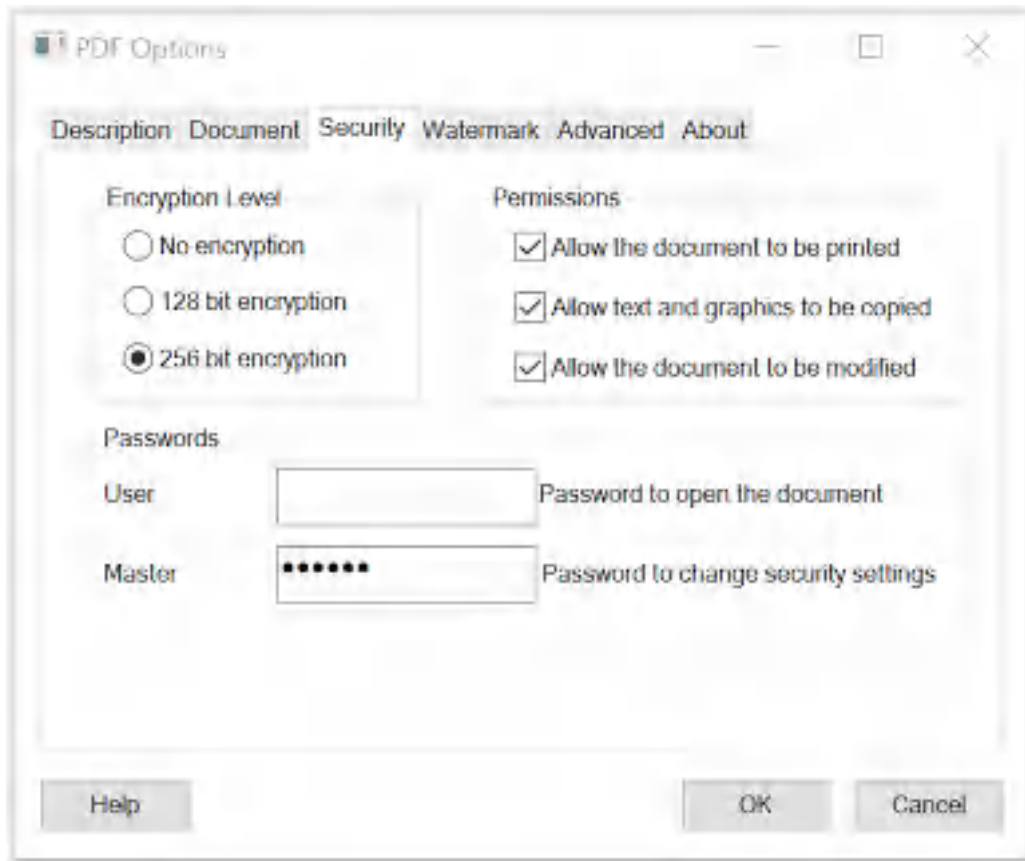 PDF Options
Description Document Security Watermark Advanced About
Encryption Level
No encryption
128 bit encryption
256 bit encryption
Permissions
Allow the document to be printed
Allow text and graphics to be copied
Allow the document to be modified
Passwords
User Password to open the document
Master •••••• Password to change security settings
Help OK Cancel